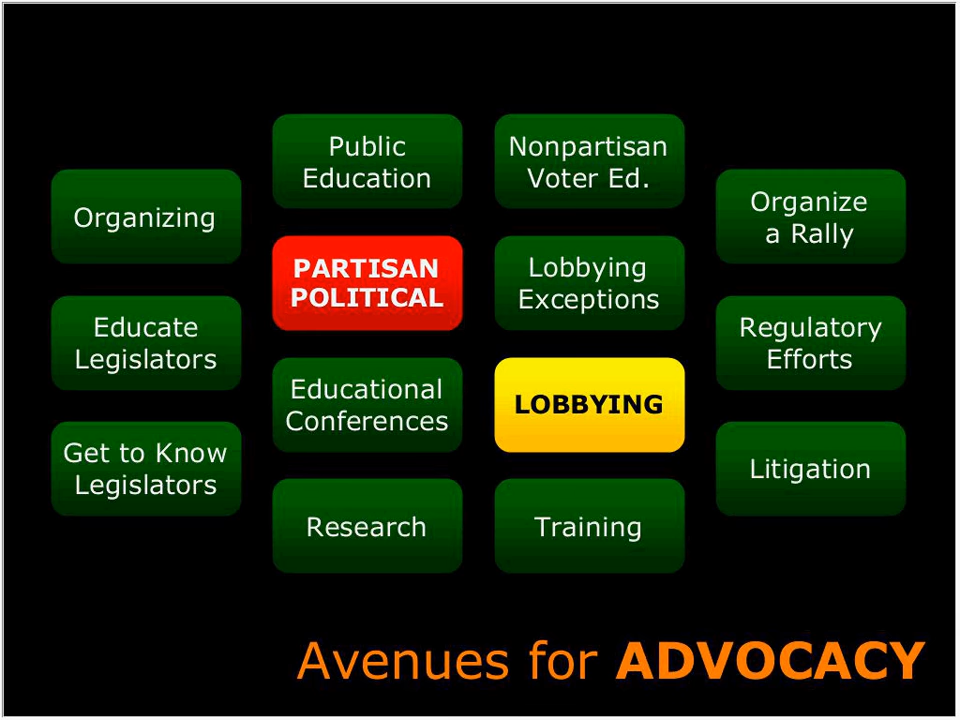 Organizing
Educate
Legislators
Get to Know
Legislators
Public
Education
PARTISAN
POLITICAL
Educational
Conferences
Research
Nonpartisan
Voter Ed.
Lobbying
Exceptions
LOBBYING
Training
Organize
a Rally
Regulatory
Efforts
Litigation
Avenues for ADVOCACY